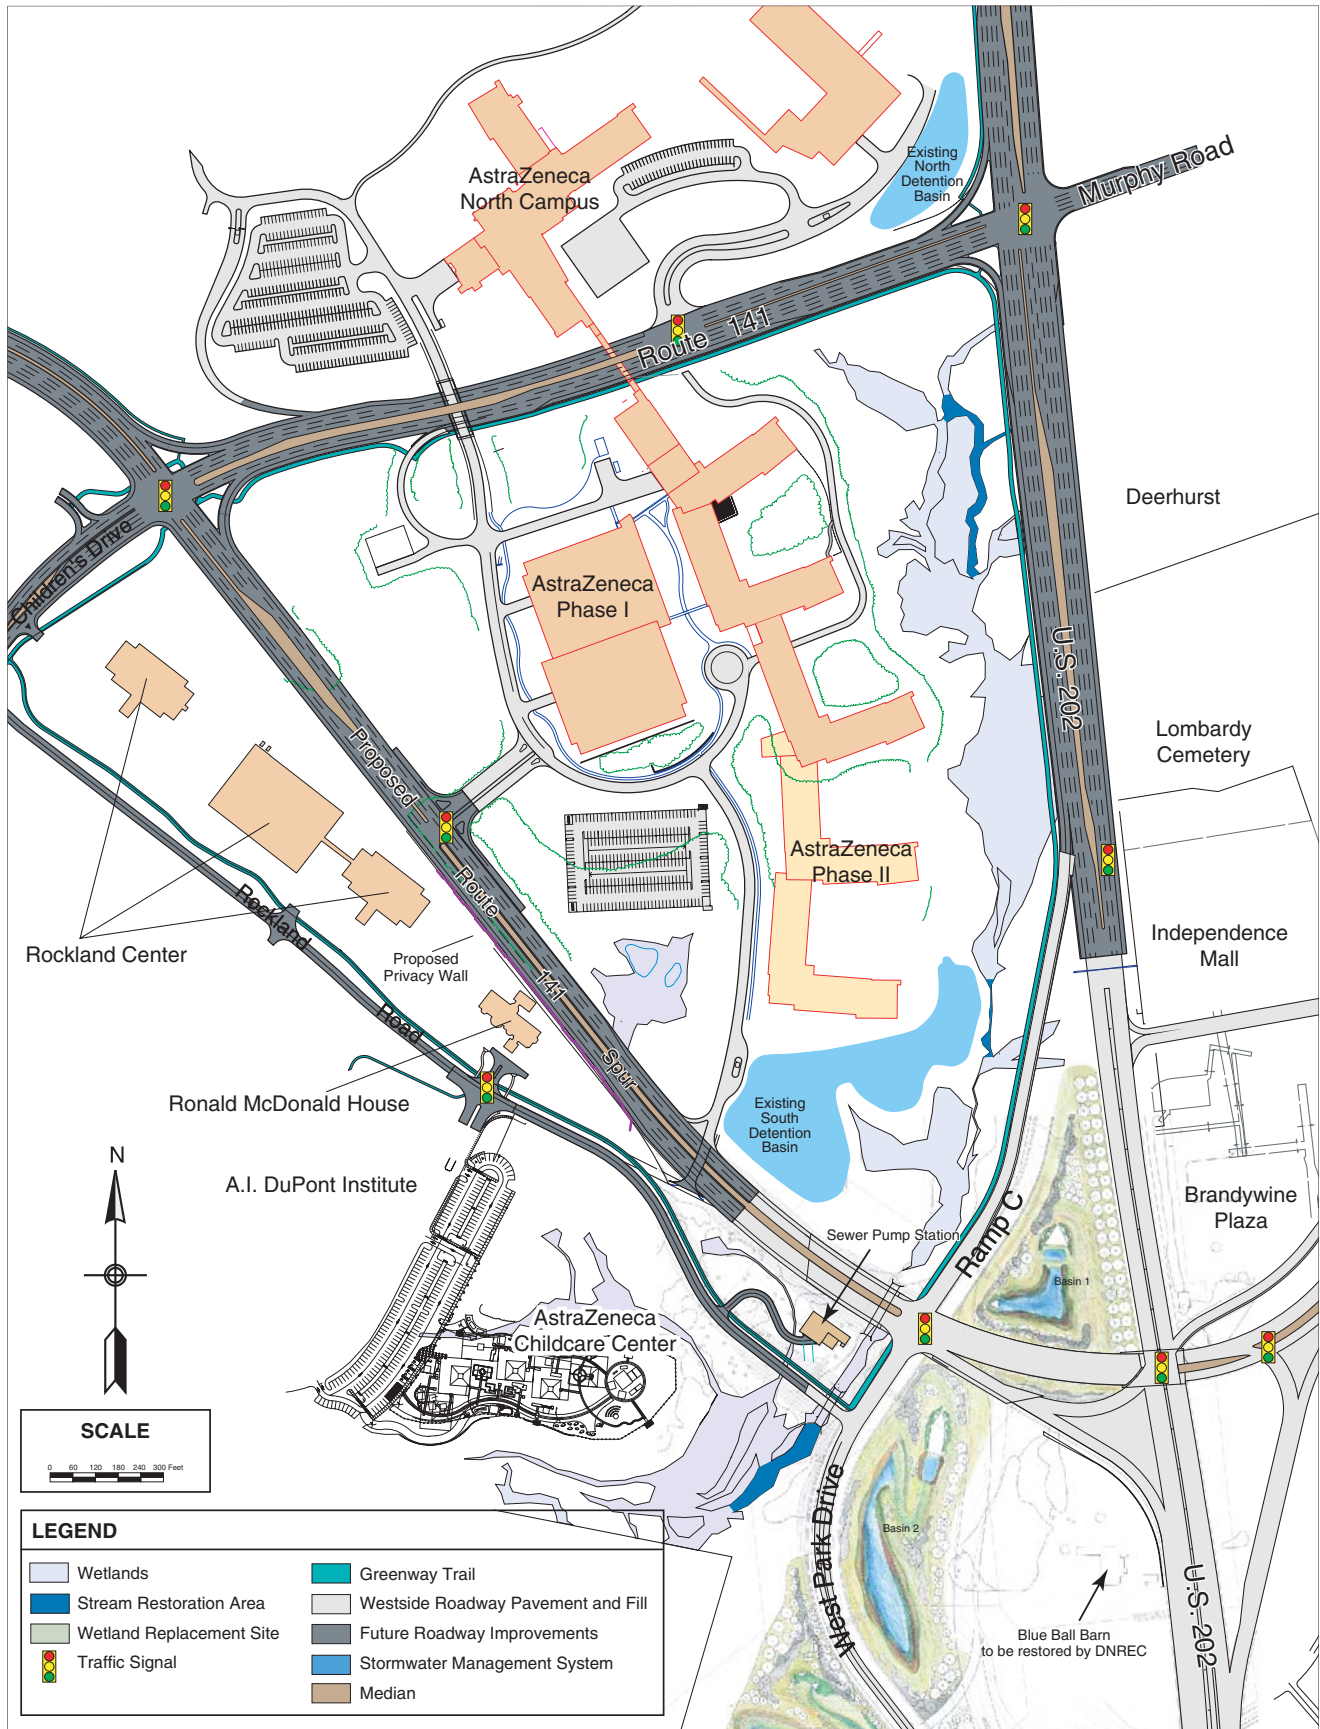 AstraZeneca
North Campus
Existing
North
Detention
Basin
Murphy Road
Route 141
Children's Drive
Deerhurst
AstraZeneca
Phase I
U.S. 202
Lombardy
Cemetery
Proposed
Route
141
Spur
AstraZeneca
Phase II
Rockland
Road
Rockland Center
Proposed
Privacy Wall
Independence
Mall
Ronald McDonald House
Existing
South
Detention
Basin
N
A.I. DuPont Institute
Brandywine
Plaza
Sewer Pump Station
Ramp C
Basin 1
AstraZeneca
Childcare Center
SCALE
0 60 120 180 240 300 Feet
West Park Drive
Basin 2
U.S. 202
Blue Ball Barn
to be restored by DNREC
LEGEND
Wetlands
Stream Restoration Area
Wetland Replacement Site
Traffic Signal
Greenway Trail
Westside Roadway Pavement and Fill
Future Roadway Improvements
Stormwater Management System
Median